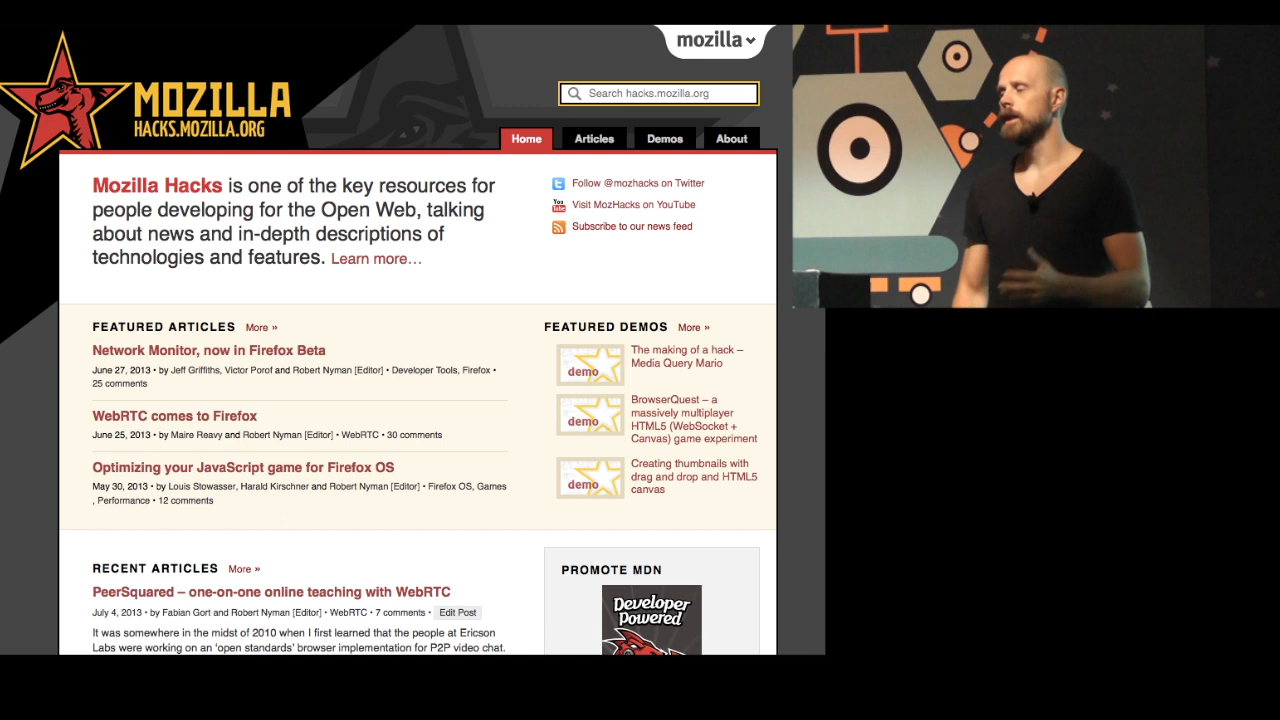 mozilla
MOZILLA
HACKS.MOZILLA.ORG
Search hacks.mozilla.org
Home
Articles
Demos
About
Mozilla Hacks is one of the key resources for
people developing for the Open Web, talking
about news and in-depth descriptions of
technologies and features. Learn more…
Follow @mozhacks on Twitter
You
Tube
Visit MozHacks on YouTube
Subscribe to our news feed
FEATURED ARTICLES More »
Network Monitor, now in Firefox Beta
June 27, 2013 • by Jeff Griffiths, Victor Porof and Robert Nyman [Editor] • Developer Tools, Firefox •
25 comments
WebRTC comes to Firefox
June 25, 2013 • by Maire Reavy and Robert Nyman [Editor] • WebRTC • 30 comments
Optimizing your JavaScript game for Firefox OS
May 30, 2013 • by Louis Stowasser, Harald Kirschner and Robert Nyman [Editor] • Firefox OS, Games
, Performance • 12 comments
FEATURED DEMOS More »
demo
The making of a hack –
Media Query Mario
demo
BrowserQuest – a
massively multiplayer
HTML5 (WebSocket +
Canvas) game experiment
demo
Creating thumbnails with
drag and drop and HTML5
canvas
RECENT ARTICLES More »
PeerSquared – one-on-one online teaching with WebRTC
July 4, 2013 • by Fabian Gort and Robert Nyman [Editor] • WebRTC • 7 comments • Edit Post
It was somewhere in the midst of 2010 when I first learned that the people at Ericson
Labs were working on an ‘open standards’ browser implementation for P2P video chat.
PROMOTE MDN
Developer
Powered